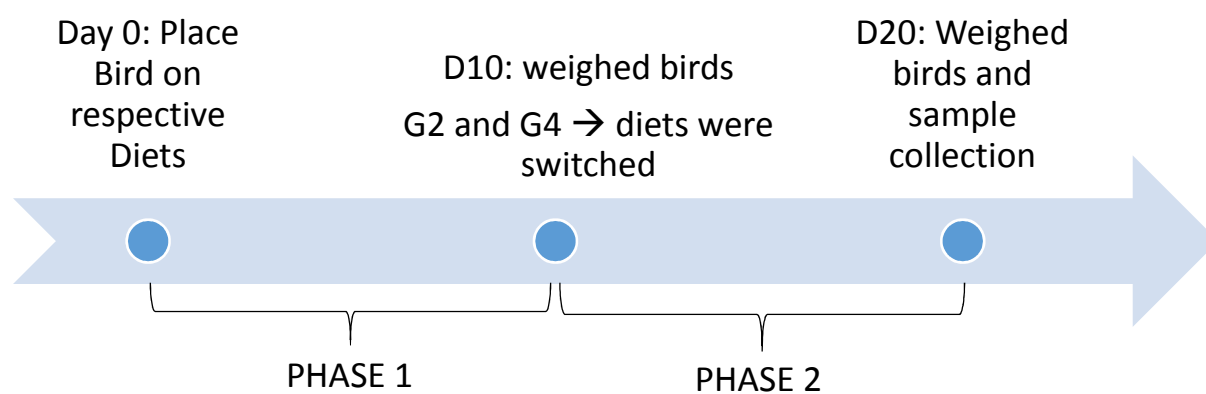 Day 0: Place
Bird on
respective
Diets
D10: weighed birds
G2 and G4 → diets were
switched
D20: Weighed
birds and
sample
collection
PHASE 1
PHASE 2